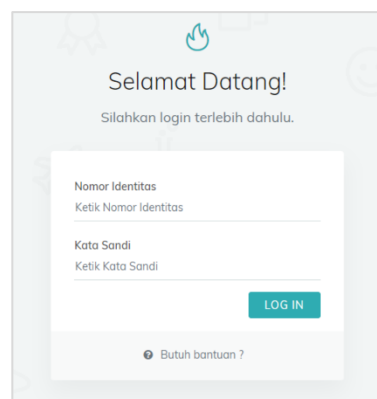 Selamat Datang!
Silahkan login terlebih dahulu.
Nomor Identitas
Ketik Nomor Identitas
Kata Sandi
Ketik Kata Sandi
LOG IN
Butuh bantuan ?